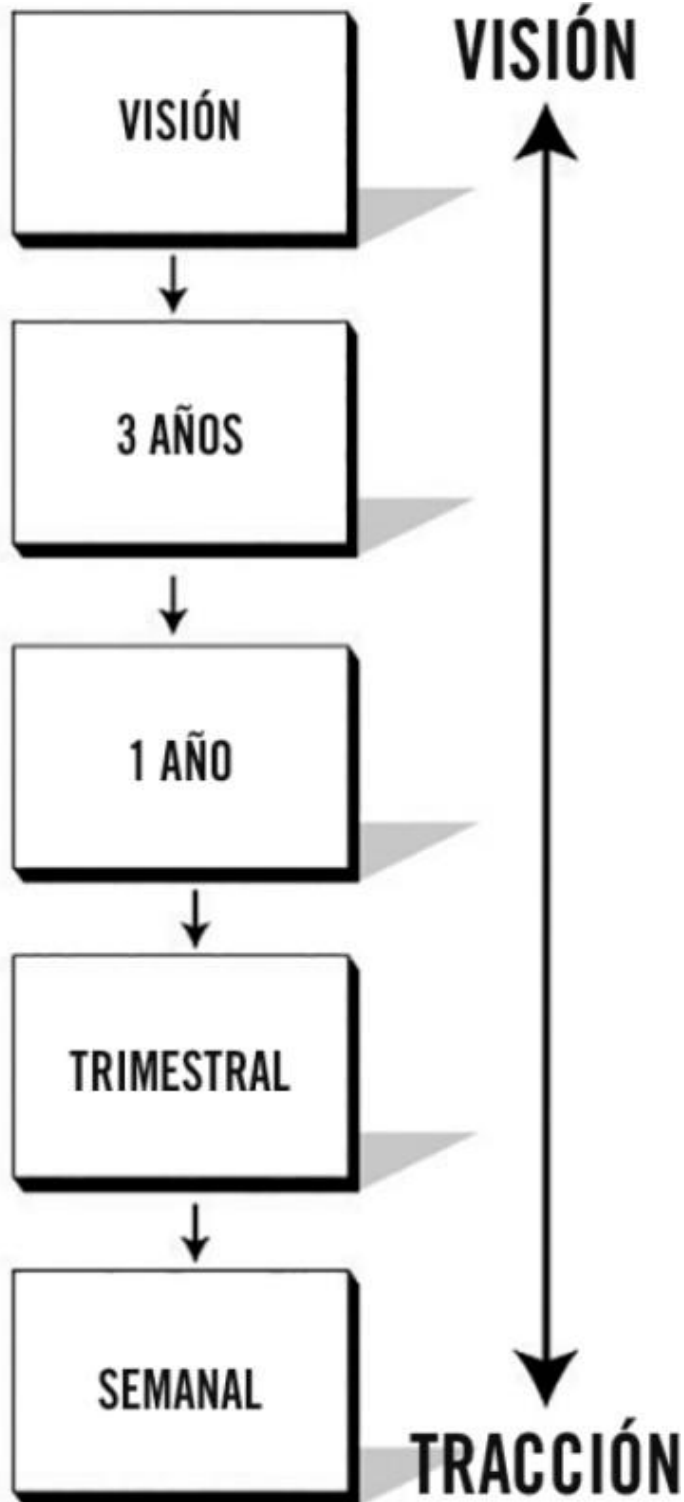 VISIÓN
VISIÓN
3 AÑOS
1 AÑO
TRIMESTRAL
SEMANAL
TRACCIÓN